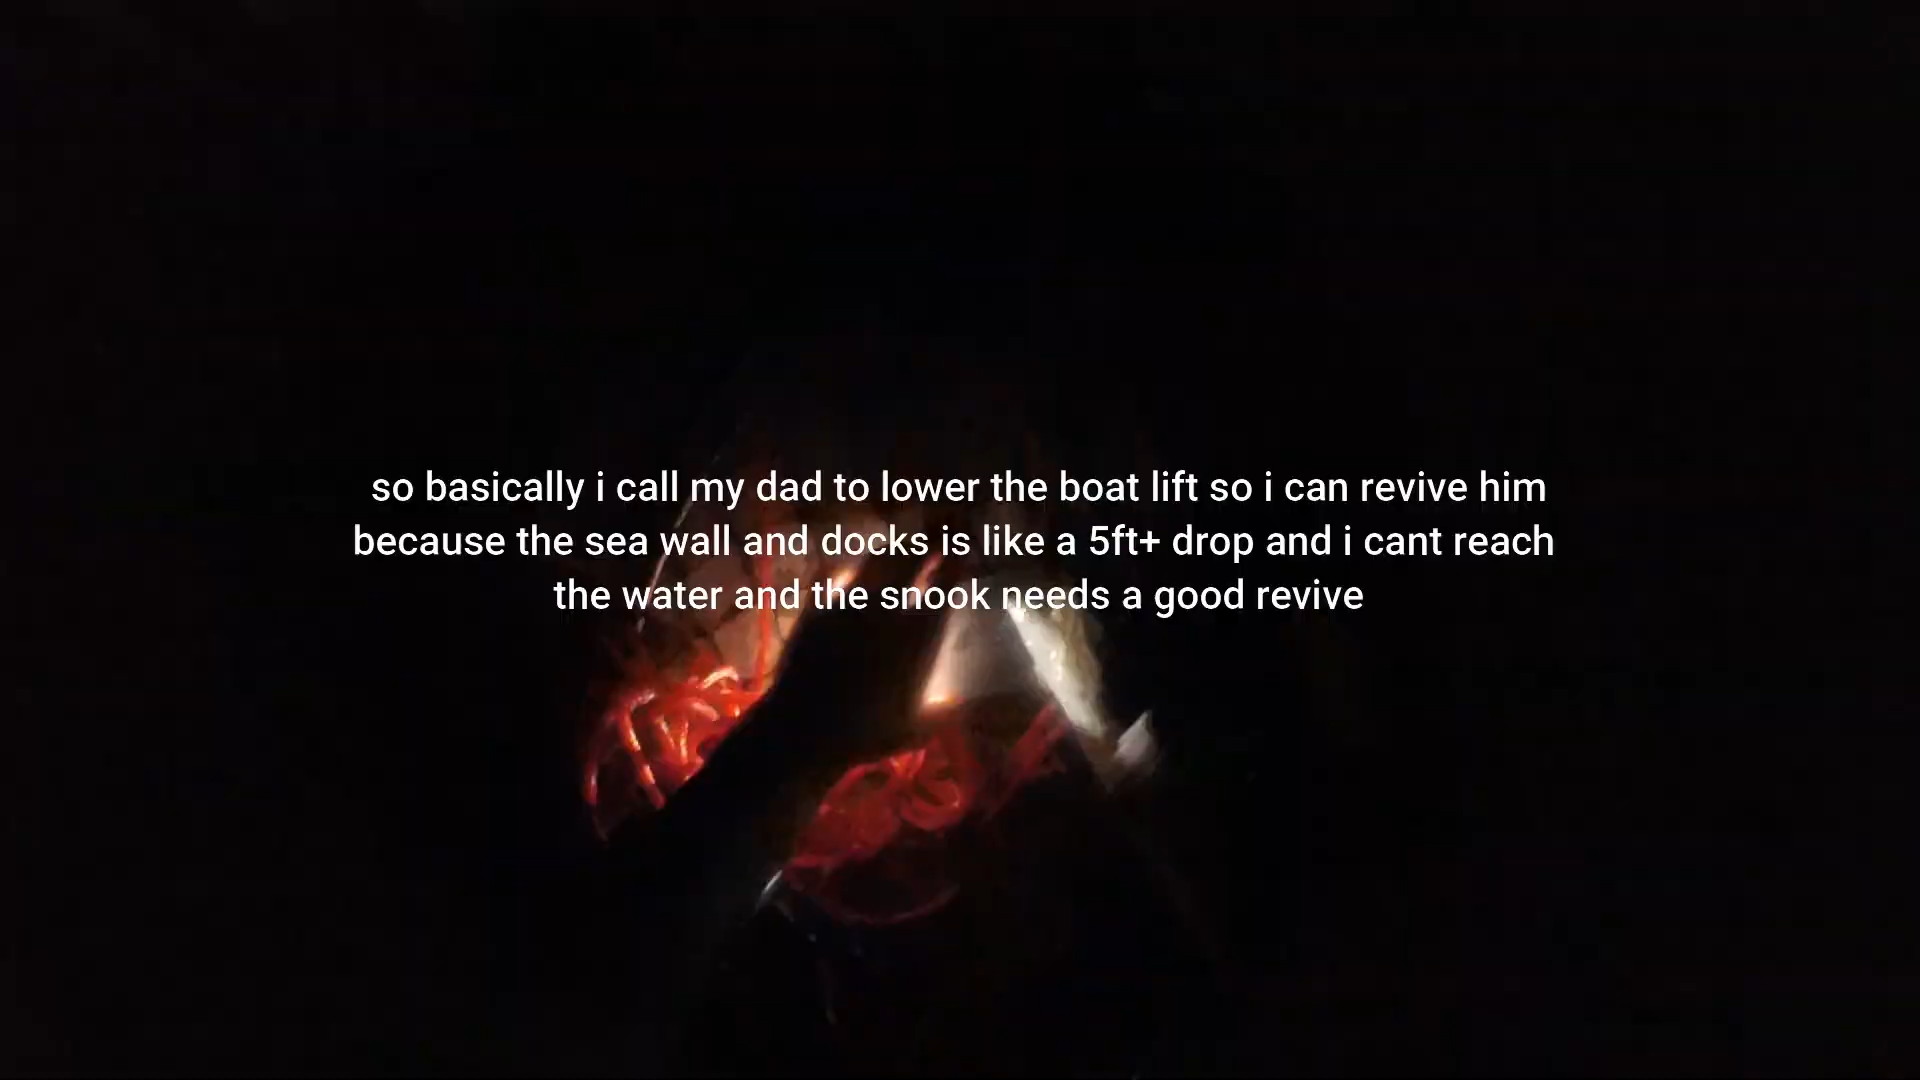 so basically i call my dad to lower the boat lift so i can revive him
because the sea wall and docks is like a 5ft+ drop and i cant reach
the water and the snook needs a good revive